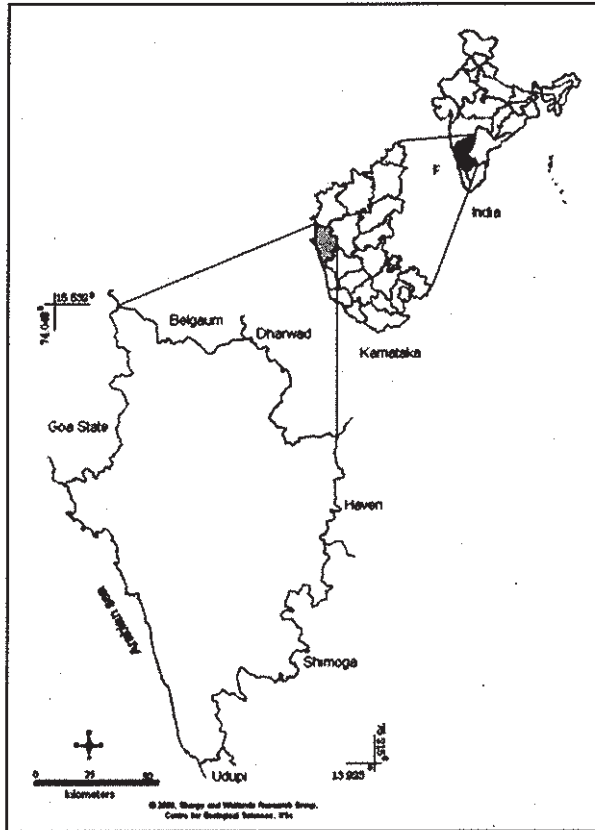 India
Karnataka
15.532°
74.048°
Belgaum
Dharwad
Goa State
Haveri
Arabian sea
Shimoga
75.215°
13.923°
Udupi
0 25 50
kilometers
© 2005, Energy and Wetlands Research Group,
Centre for Ecological Sciences, IISc